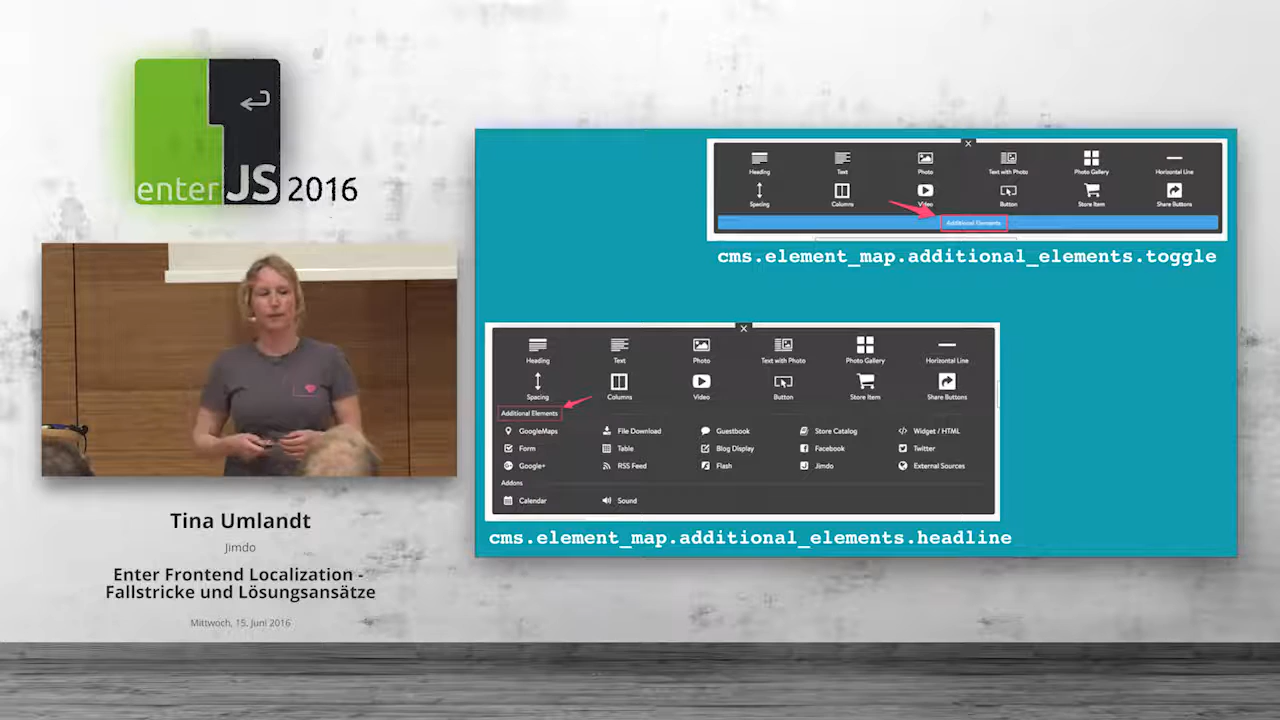 enterJS 2016
Tina Umlandt
Jimdo
Enter Frontend Localization -
Fallstricke und Lösungsansätze
Mittwoch, 15. Juni 2016
Heading Text Photo Text with Photo Photo Gallery Horizontal Line
Spacing Columns Video Button Store Item Share Buttons
Additional Elements
cms.element_map.additional_elements.toggle
Heading Text Photo Text with Photo Photo Gallery Horizontal Line
Spacing Columns Video Button Store Item Share Buttons
Additional Elements
GoogleMaps File Download Guestbook Store Catalog Widget / HTML
Form Table Blog Display Facebook Twitter
Google+ RSS Feed Flash Jimdo External Sources
Addons
Calendar Sound
cms.element_map.additional_elements.headline